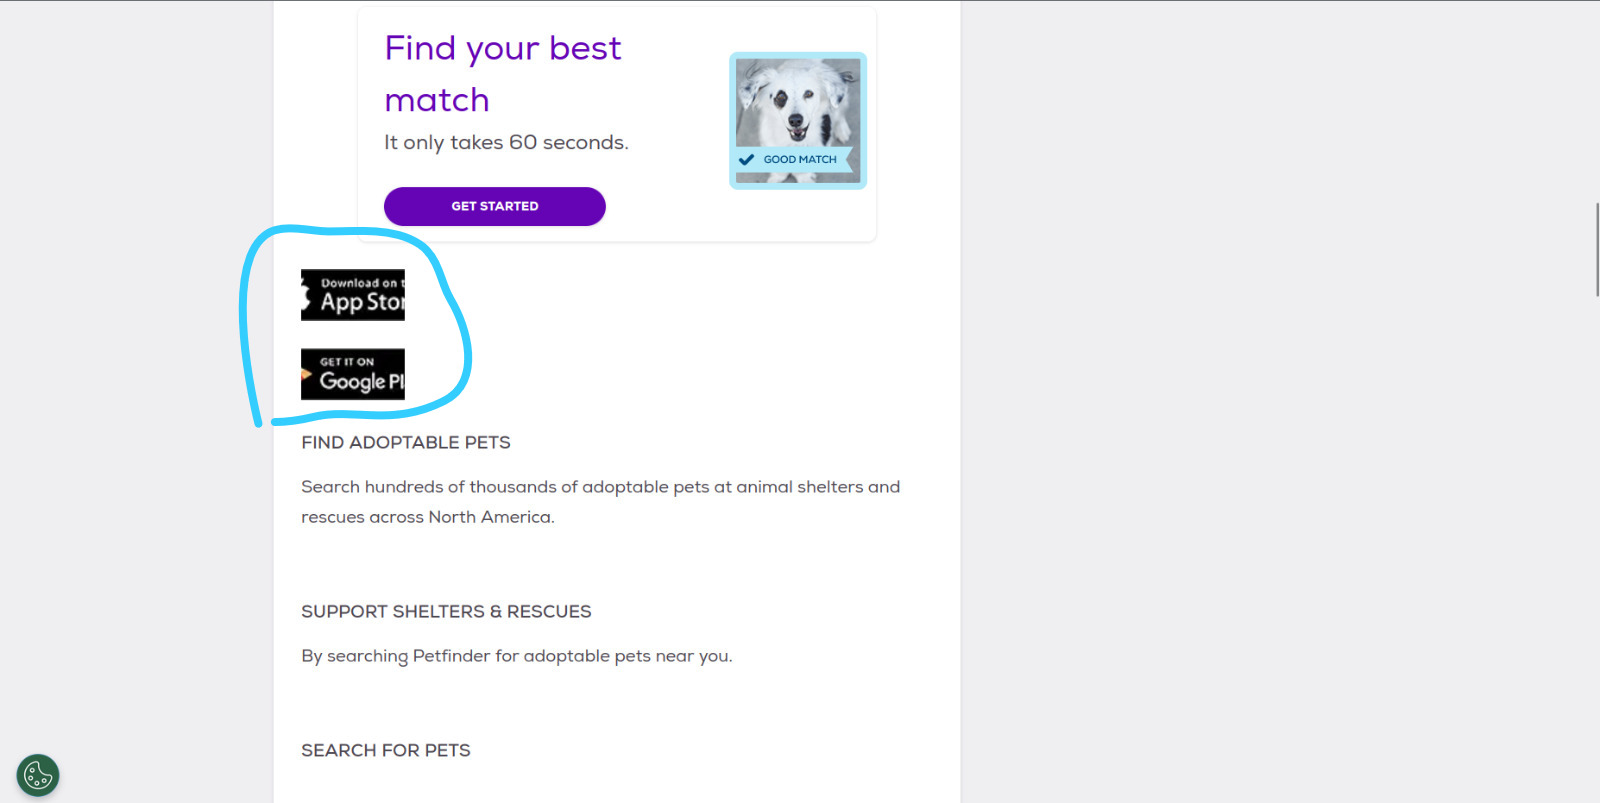 Find your best
match
It only takes 60 seconds.
GOOD MATCH
GET STARTED
Download on t
App Stor
GET IT ON
Google Pl
FIND ADOPTABLE PETS
Search hundreds of thousands of adoptable pets at animal shelters and
rescues across North America.
SUPPORT SHELTERS & RESCUES
By searching Petfinder for adoptable pets near you.
SEARCH FOR PETS